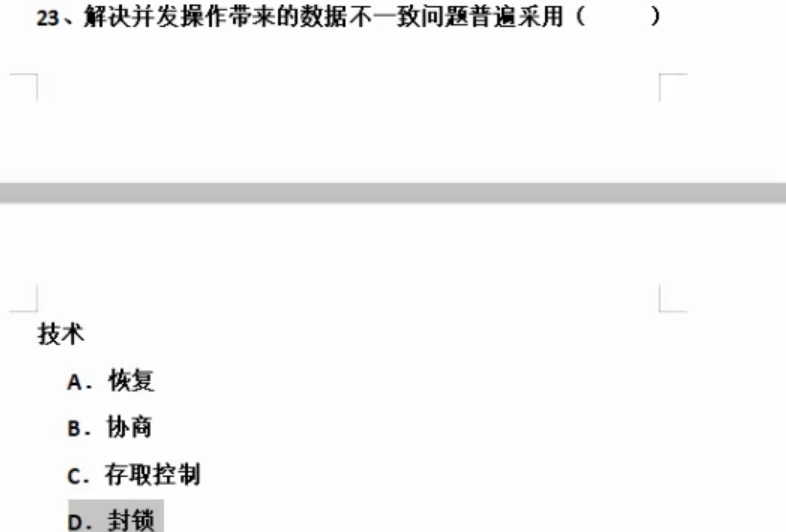 23、解决并发操作带来的数据不一致问题普遍采用（　　）
技术
A．恢复
B．协商
C．存取控制
D．封锁